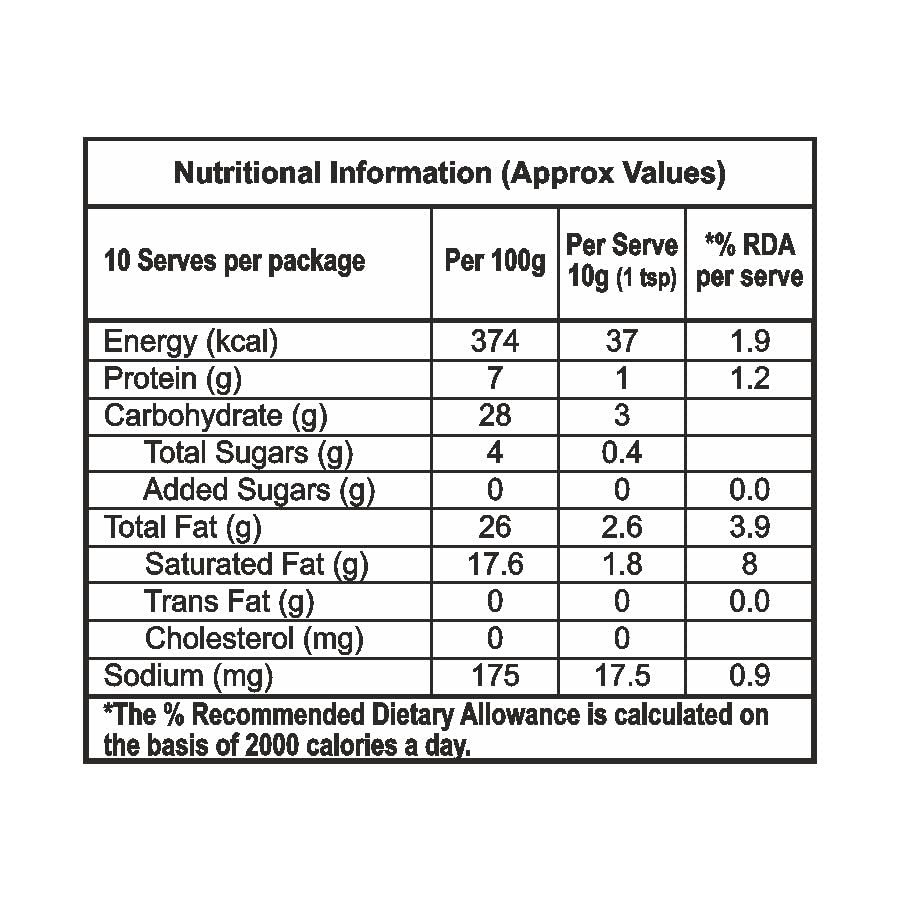 Nutritional Information (Approx Values)
10 Serves per package Per 100g Per Serve 10g (1 tsp) *% RDA per serve
Energy (kcal) 374 37 1.9
Protein (g) 7 1 1.2
Carbohydrate (g) 28 3
Total Sugars (g) 4 0.4
Added Sugars (g) 0 0 0.0
Total Fat (g) 26 2.6 3.9
Saturated Fat (g) 17.6 1.8 8
Trans Fat (g) 0 0 0.0
Cholesterol (mg) 0 0
Sodium (mg) 175 17.5 0.9
*The % Recommended Dietary Allowance is calculated on
the basis of 2000 calories a day.